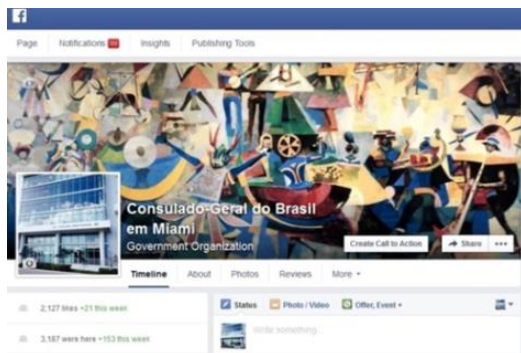 f
Page Notifications Insights Publishing Tools
Consulado-Geral do Brasil
em Miami
Government Organization
Create Call to Action Share •••
Timeline About Photos Reviews More
2,127 likes +21 this week
Status Photo / Video Offer, Event +
Write something...
3,187 were here +153 this week